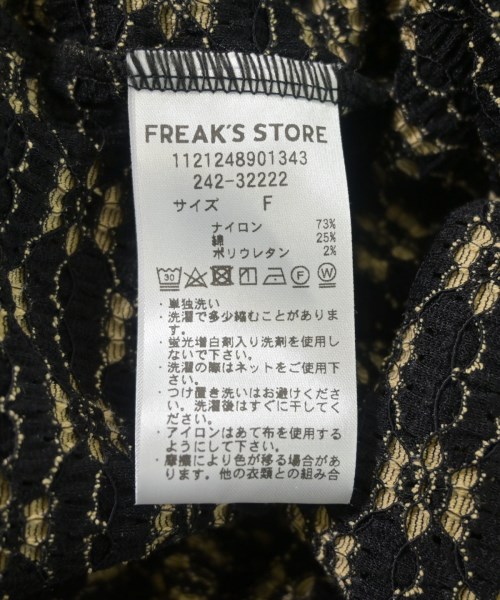 FREAK'S STORE
1121248901343
242-32222
サイズ F
ナイロン 73%
綿 25%
ポリウレタン 2%
30 F W
・単独洗い
・洗濯で多少縮むことがありま
す。
・蛍光増白剤入り洗剤を使用し
ないで下さい。
・洗濯の際はネットをご使用下
さい。
・つけ置き洗いはお避けくださ
い。洗濯後はすぐに干してくだ
さい。
・アイロンはあて布を使用する
ようにして下さい。
・摩擦により色が移る場合があ
ります。他の衣類との組み合